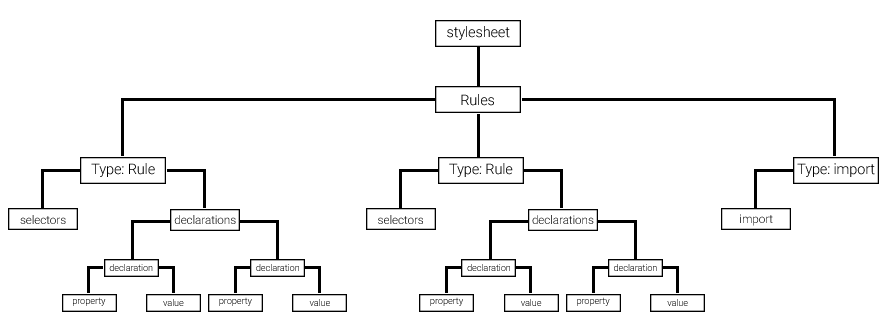 stylesheet
Rules
Type: Rule
Type: Rule
Type: import
selectors
declarations
selectors
declarations
import
declaration
declaration
declaration
declaration
property
value
property
value
property
value
property
value